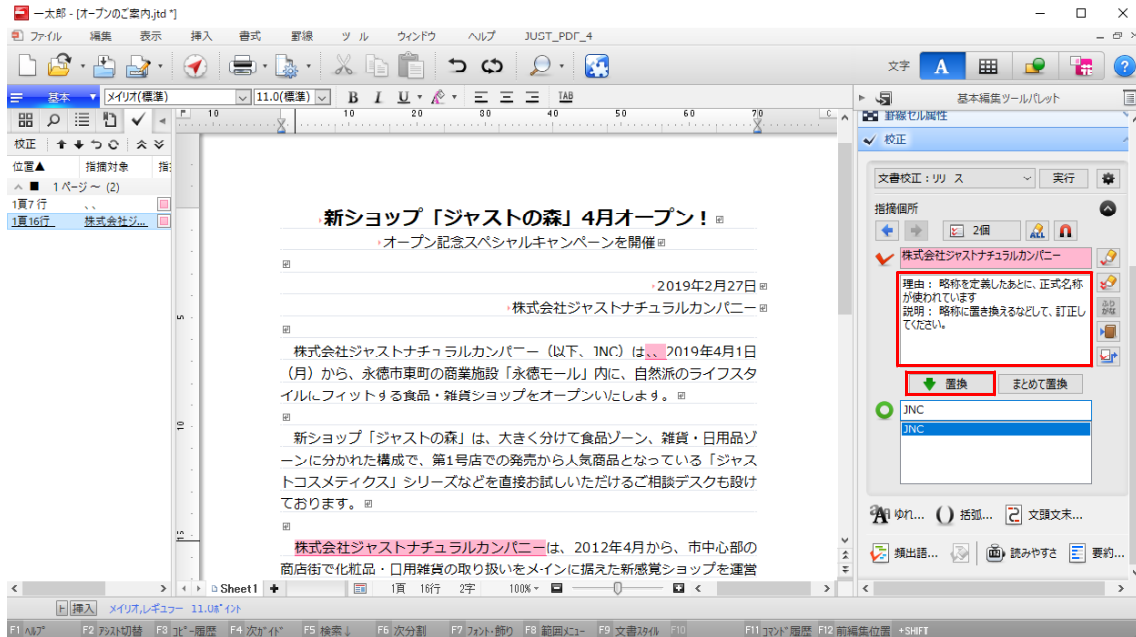 一太郎 - [オープンのご案内.jtd *]
ファイル 編集 表示 挿入 書式 罫線 ツール ウィンドウ ヘルプ JUST_PDF_4
文字 A
基本 メイリオ(標準) 11.0(標準) B I U TAB
基本編集ツールパレット
校正
位置▲ 指摘対象 指
1ページ～ (2)
1頁7行 、、
1頁16行 株式会社ジ...
10 10 20 30 40 50 60 70
5
10
15
新ショップ「ジャストの森」4月オープン！
オープン記念スペシャルキャンペーンを開催
2019年2月27日
株式会社ジャストナチュラルカンパニー
株式会社ジャストナチュラルカンパニー（以下、JNC）は、、2019年4月1日
（月）から、永徳市東町の商業施設「永徳モール」内に、自然派のライフスタ
イルにフィットする食品・雑貨ショップをオープンいたします。
新ショップ「ジャストの森」は、大きく分けて食品ゾーン、雑貨・日用品ゾ
ーンに分かれた構成で、第1号店での発売から人気商品となっている「ジャス
トコスメティクス」シリーズなどを直接お試しいただけるご相談デスクも設け
ております。
株式会社ジャストナチュラルカンパニーは、2012年4月から、市中心部の
商店街で化粧品・日用雑貨の取り扱いをメインに据えた新感覚ショップを運営
罫線セル属性
校正
文書校正：リリース 実行
指摘個所
2個 ALL
株式会社ジャストナチュラルカンパニー
理由： 略称を定義したあとに、正式名称
が使われています
説明： 略称に置き換えるなどして、訂正し
てください。
ふりがな
置換 まとめて置換
JNC
JNC
ゆれ... 括弧... 文頭文末...
頻出語... 読みやすさ 要約...
Sheet1 1頁 16行 2字 100%
挿入 メイリオ,レギュラー 11.0ポイント
F1 ヘルプ F2 アシスト切替 F3 コピー履歴 F4 次ガイド F5 検索↓ F6 次分割 F7 フォント・飾り F8 範囲メニュー F9 文書スタイル F10 F11 コマンド履歴 F12 前編集位置 +SHIFT